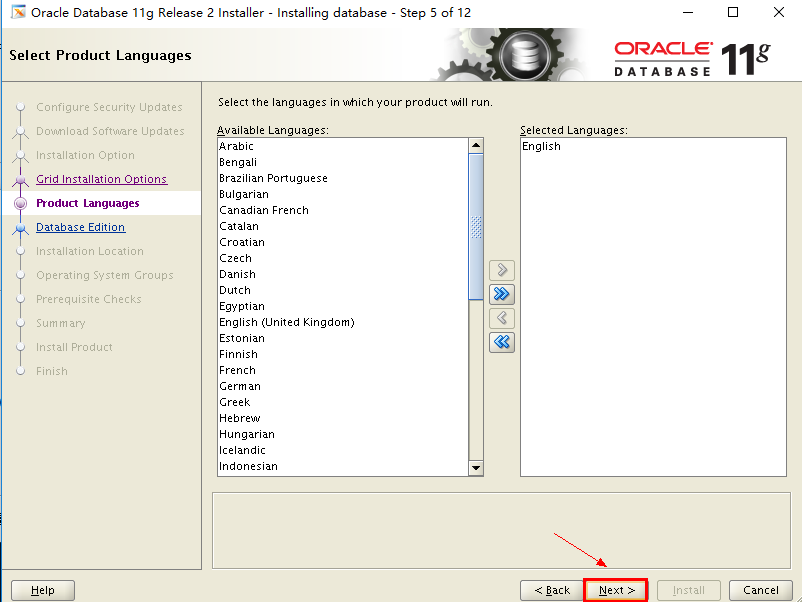 Oracle Database 11g Release 2 Installer - Installing database - Step 5 of 12
Select Product Languages
ORACLE
DATABASE 11g
Configure Security Updates
Download Software Updates
Installation Option
Grid Installation Options
Product Languages
Database Edition
Installation Location
Operating System Groups
Prerequisite Checks
Summary
Install Product
Finish
Select the languages in which your product will run.
Available Languages:
Arabic
Bengali
Brazilian Portuguese
Bulgarian
Canadian French
Catalan
Croatian
Czech
Danish
Dutch
Egyptian
English (United Kingdom)
Estonian
Finnish
French
German
Greek
Hebrew
Hungarian
Icelandic
Indonesian
Selected Languages:
English
Help
< Back
Next >
Install
Cancel